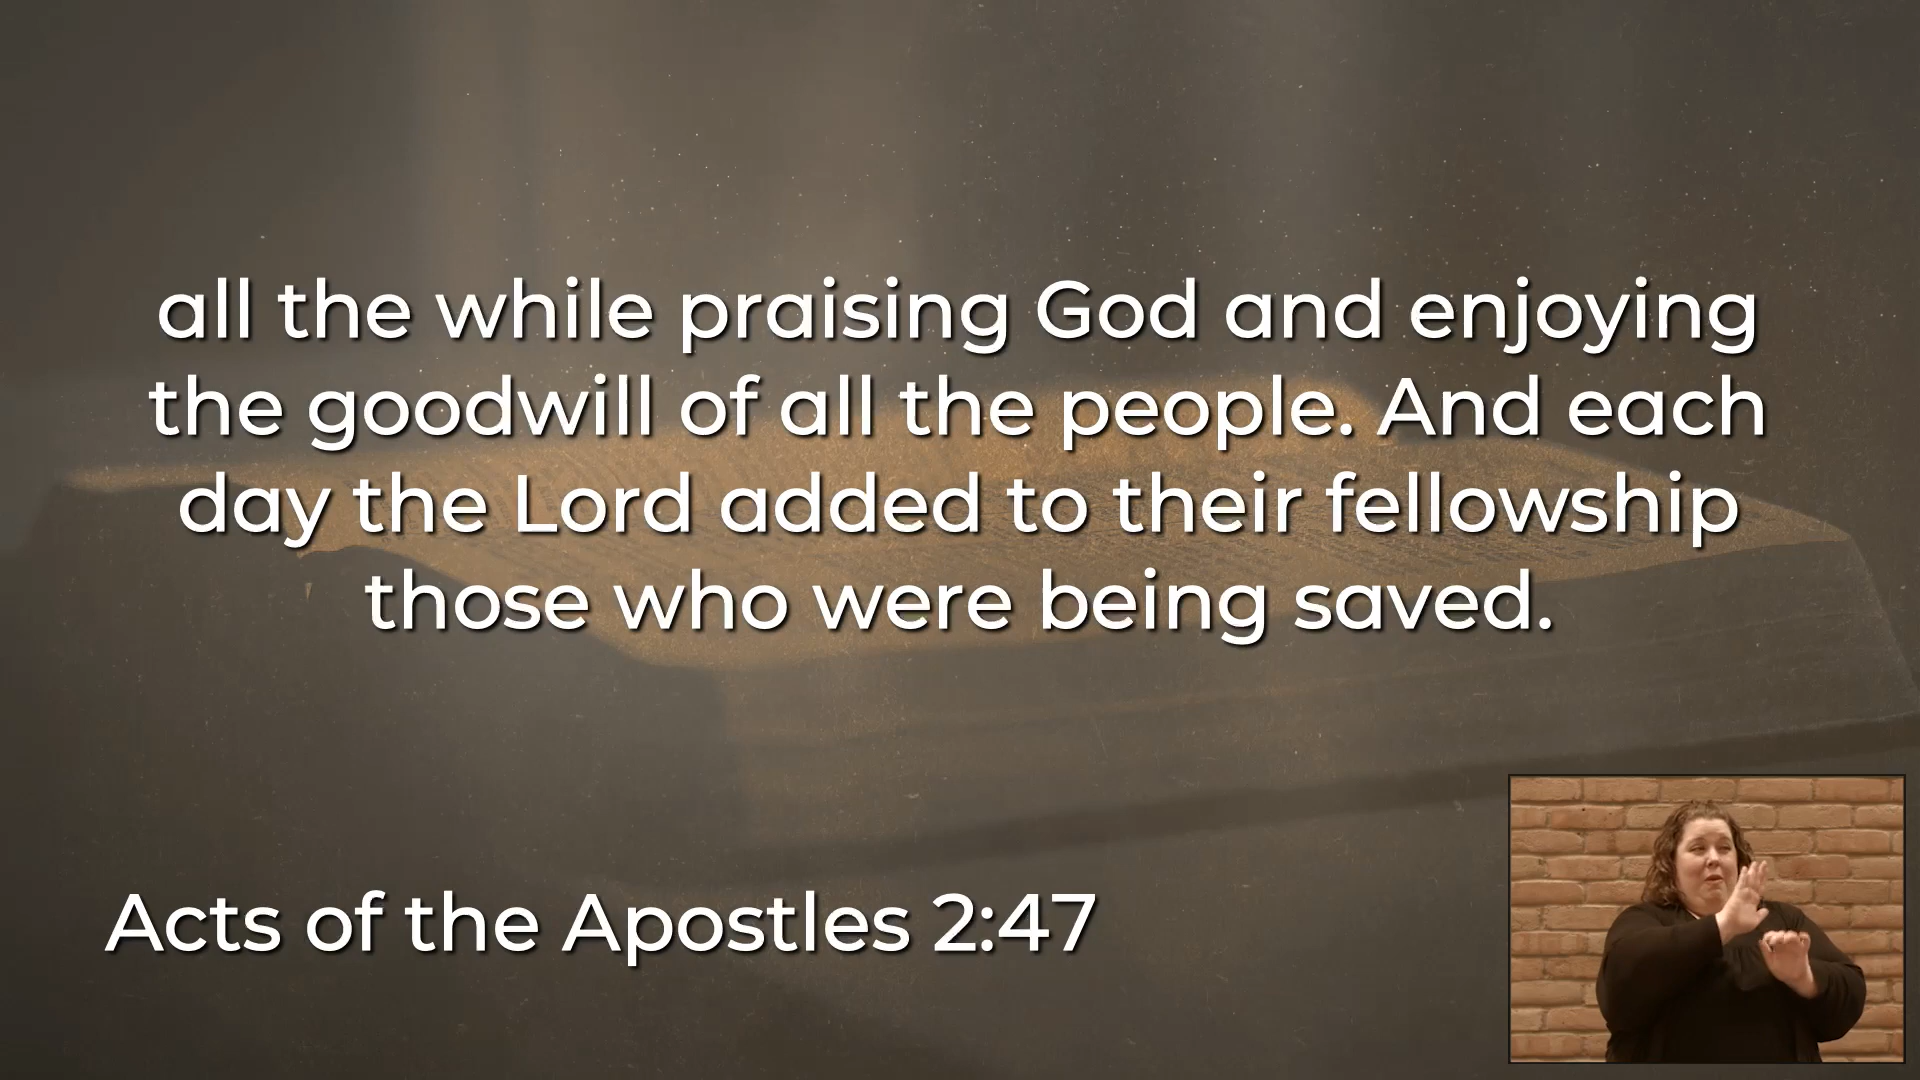 all the while praising God and enjoying
the goodwill of all the people. And each
day the Lord added to their fellowship
those who were being saved.
Acts of the Apostles 2:47